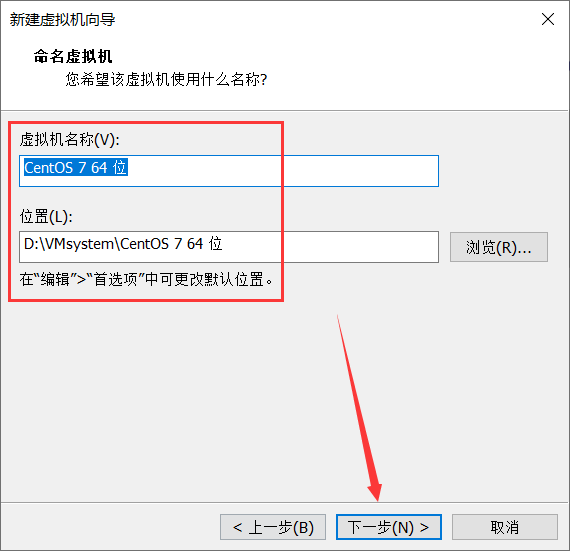 新建虚拟机向导
命名虚拟机
您希望该虚拟机使用什么名称?
虚拟机名称(V):
CentOS 7 64 位
位置(L):
D:\VMsystem\CentOS 7 64 位
浏览(R)...
在“编辑”>“首选项”中可更改默认位置。
< 上一步(B)
下一步(N) >
取消